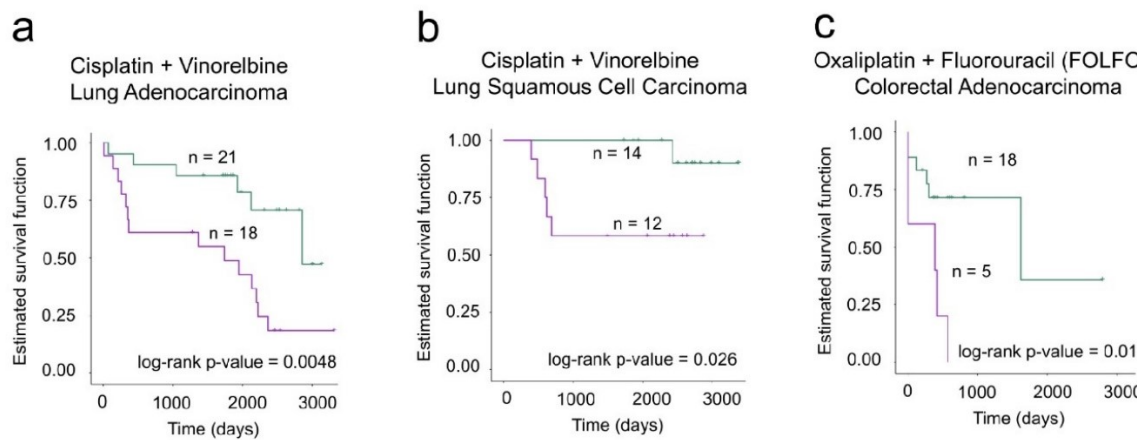 a
Cisplatin + Vinorelbine
Lung Adenocarcinoma
Estimated survival function
1.00
0.75
0.50
0.25
0.00
n = 21
n = 18
log-rank p-value = 0.0048
0 1000 2000 3000
Time (days)
b
Cisplatin + Vinorelbine
Lung Squamous Cell Carcinoma
Estimated survival function
1.00
0.75
0.50
0.25
0.00
n = 14
n = 12
log-rank p-value = 0.026
0 1000 2000 3000
Time (days)
c
Oxaliplatin + Fluorouracil (FOLFO
Colorectal Adenocarcinoma
Estimated survival function
1.00
0.75
0.50
0.25
0.00
n = 18
n = 5
log-rank p-value = 0.01
0 1000 2000 3000
Time (days)